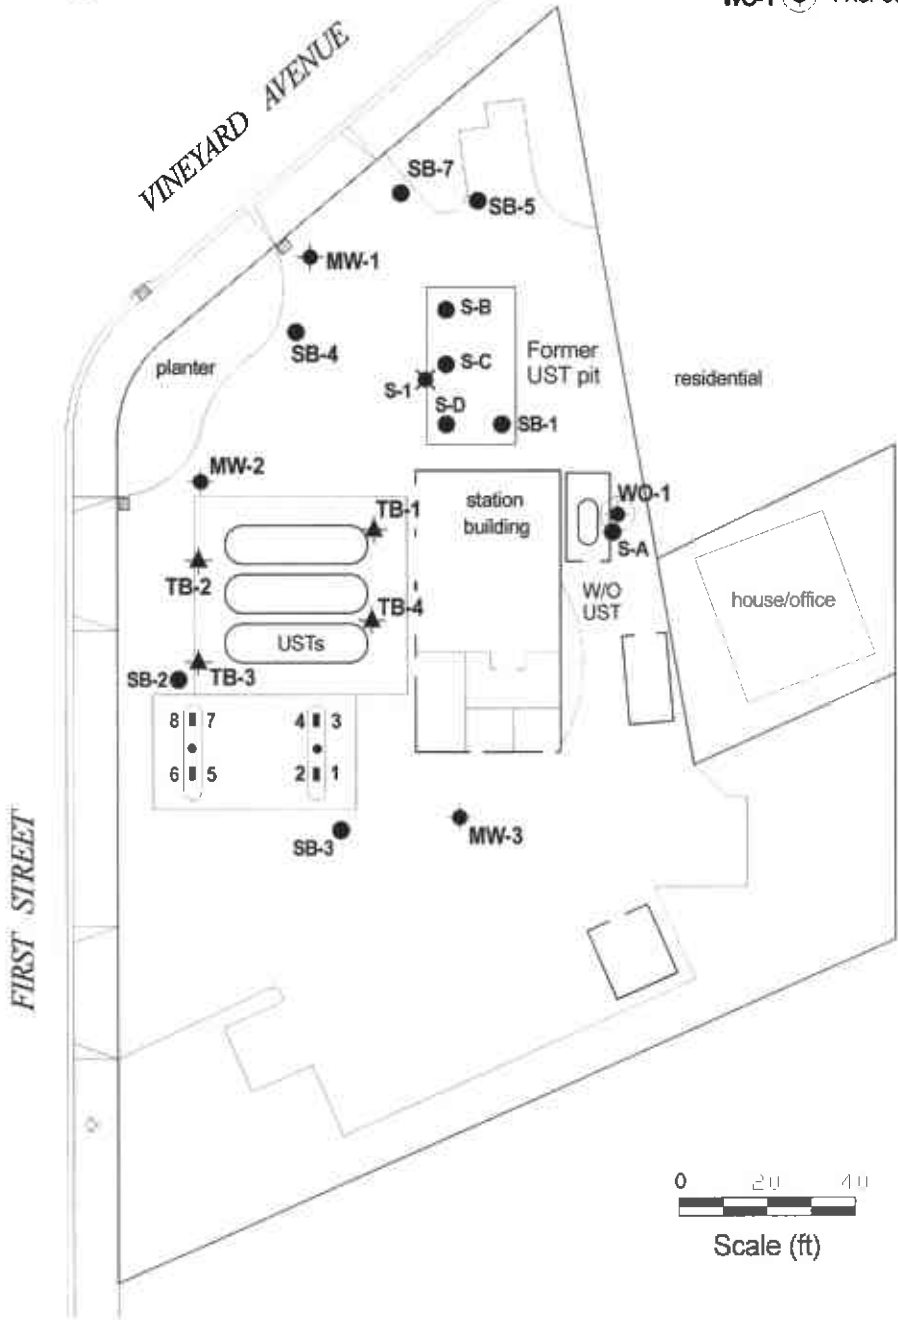 WO-1
VINEYARD AVENUE
SB-7
SB-5
MW-1
S-B
SB-4
Former
UST pit
S-C
planter
S-1
residential
S-D
SB-1
MW-2
station
building
WO-1
TB-1
S-A
TB-2
W/O
UST
TB-4
house/office
USTs
SB-2
TB-3
8 7
4 3
6 5
2 1
SB-3
MW-3
FIRST STREET
0 20 40
Scale (ft)